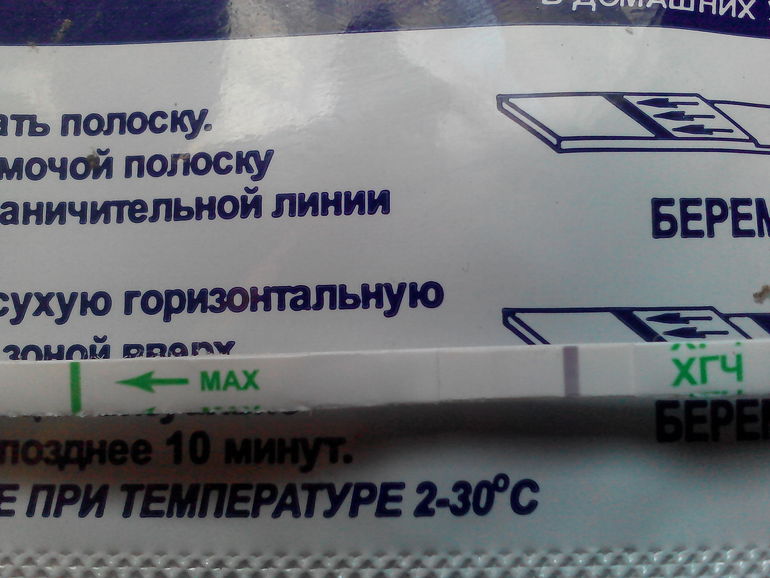 В ДОМАШНИХ
ать полоску.
мочой полоску
аничительной линии
БЕРЕМ
сухую горизонтальную
зоной вверх
MAX
ХГЧ
БЕРЕМ
позднее 10 минут.
Е ПРИ ТЕМПЕРАТУРЕ 2-30°С